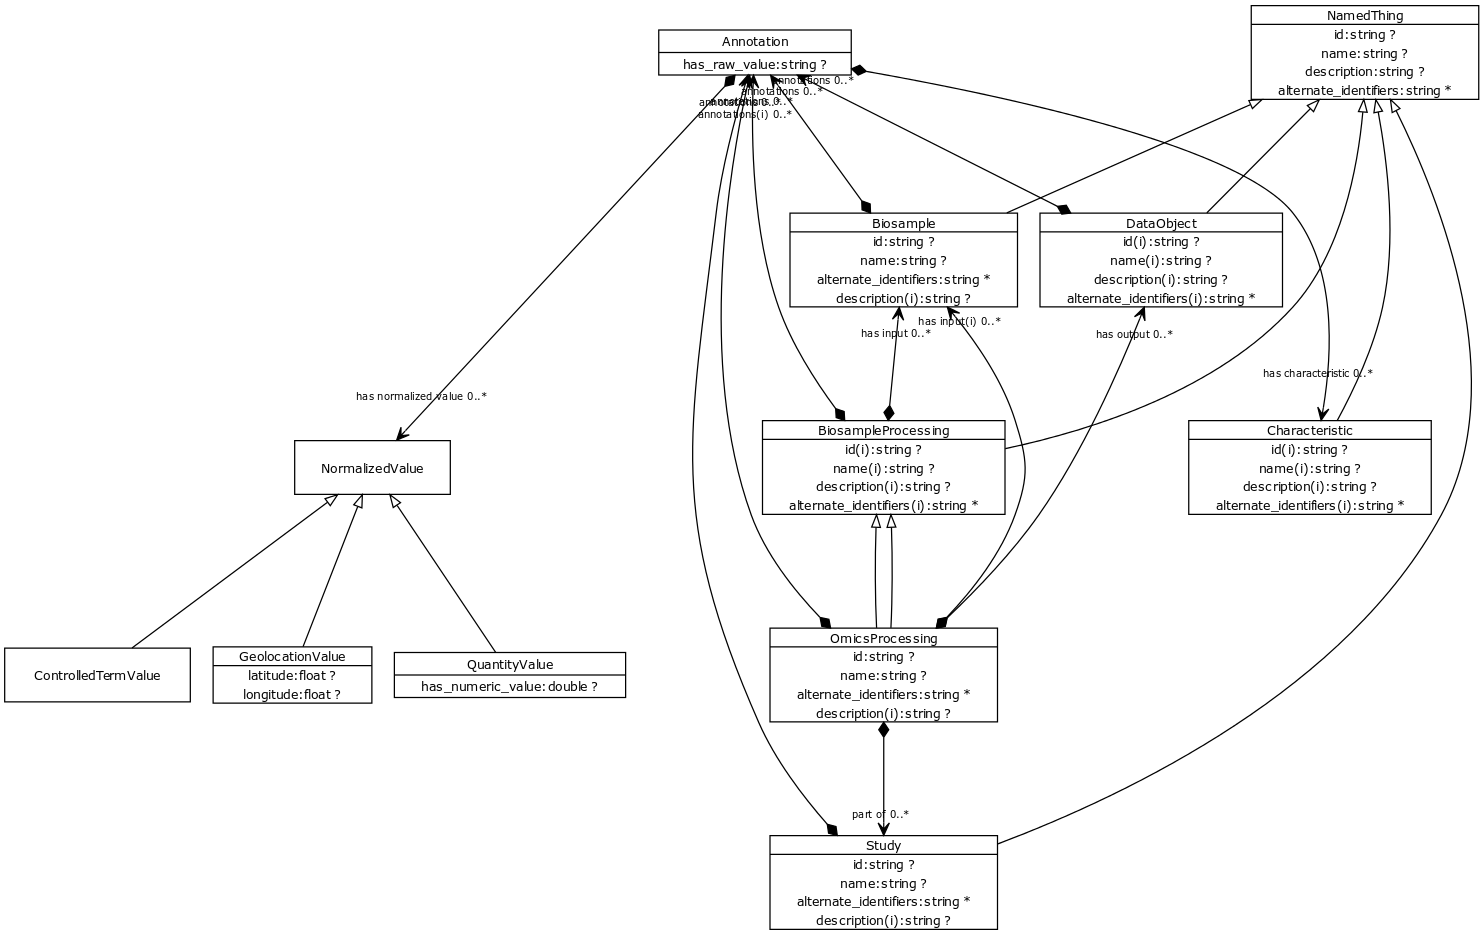 NamedThing
id:string ?
name:string ?
description:string ?
alternate_identifiers:string *
Annotation
has_raw_value:string ?
annotations 0..*
annotations 0..*
annotations 0..*
annotations 0..*
annotations(i) 0..*
Biosample
id:string ?
name:string ?
alternate_identifiers:string *
description(i):string ?
DataObject
id(i):string ?
name(i):string ?
description(i):string ?
alternate_identifiers(i):string *
has input(i) 0..*
has input 0..*
has output 0..*
has characteristic 0..*
has normalized value 0..*
NormalizedValue
BiosampleProcessing
id(i):string ?
name(i):string ?
description(i):string ?
alternate_identifiers(i):string *
Characteristic
id(i):string ?
name(i):string ?
description(i):string ?
alternate_identifiers(i):string *
ControlledTermValue
GeolocationValue
latitude:float ?
longitude:float ?
QuantityValue
has_numeric_value:double ?
OmicsProcessing
id:string ?
name:string ?
alternate_identifiers:string *
description(i):string ?
part of 0..*
Study
id:string ?
name:string ?
alternate_identifiers:string *
description(i):string ?